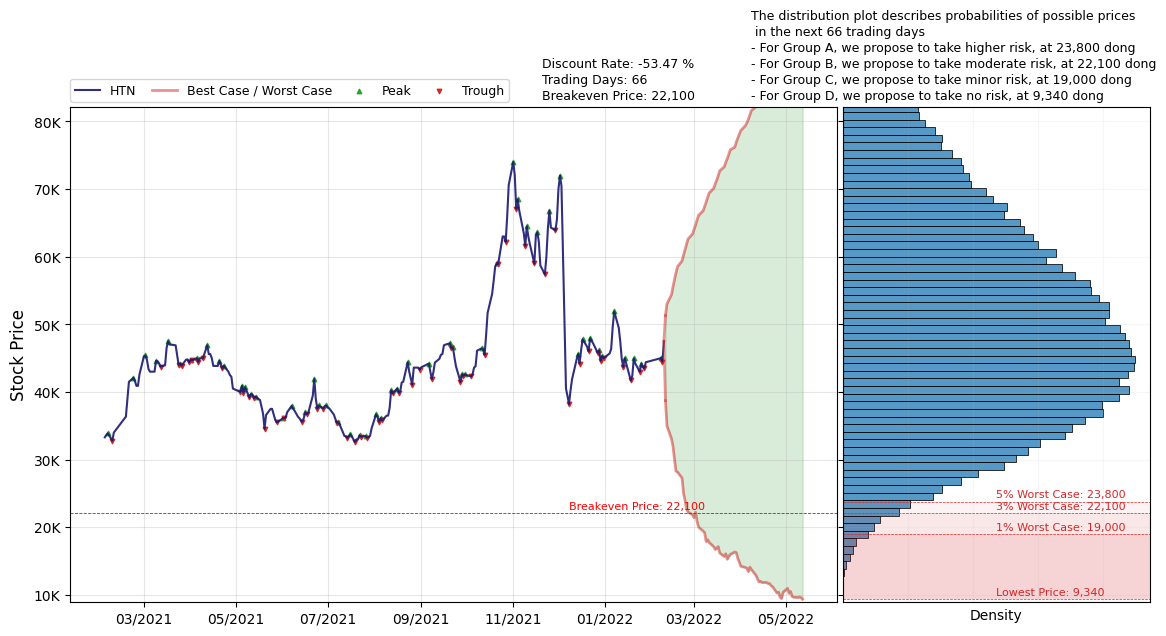 The distribution plot describes probabilities of possible prices
in the next 66 trading days
- For Group A, we propose to take higher risk, at 23,800 dong
- For Group B, we propose to take moderate risk, at 22,100 dong
- For Group C, we propose to take minor risk, at 19,000 dong
- For Group D, we propose to take no risk, at 9,340 dong
Discount Rate: -53.47 %
Trading Days: 66
Breakeven Price: 22,100
HTN
Best Case / Worst Case
Peak
Trough
Stock Price
80K
70K
60K
50K
40K
30K
20K
10K
Breakeven Price: 22,100
03/2021
05/2021
07/2021
09/2021
11/2021
01/2022
03/2022
05/2022
5% Worst Case: 23,800
3% Worst Case: 22,100
1% Worst Case: 19,000
Lowest Price: 9,340
Density